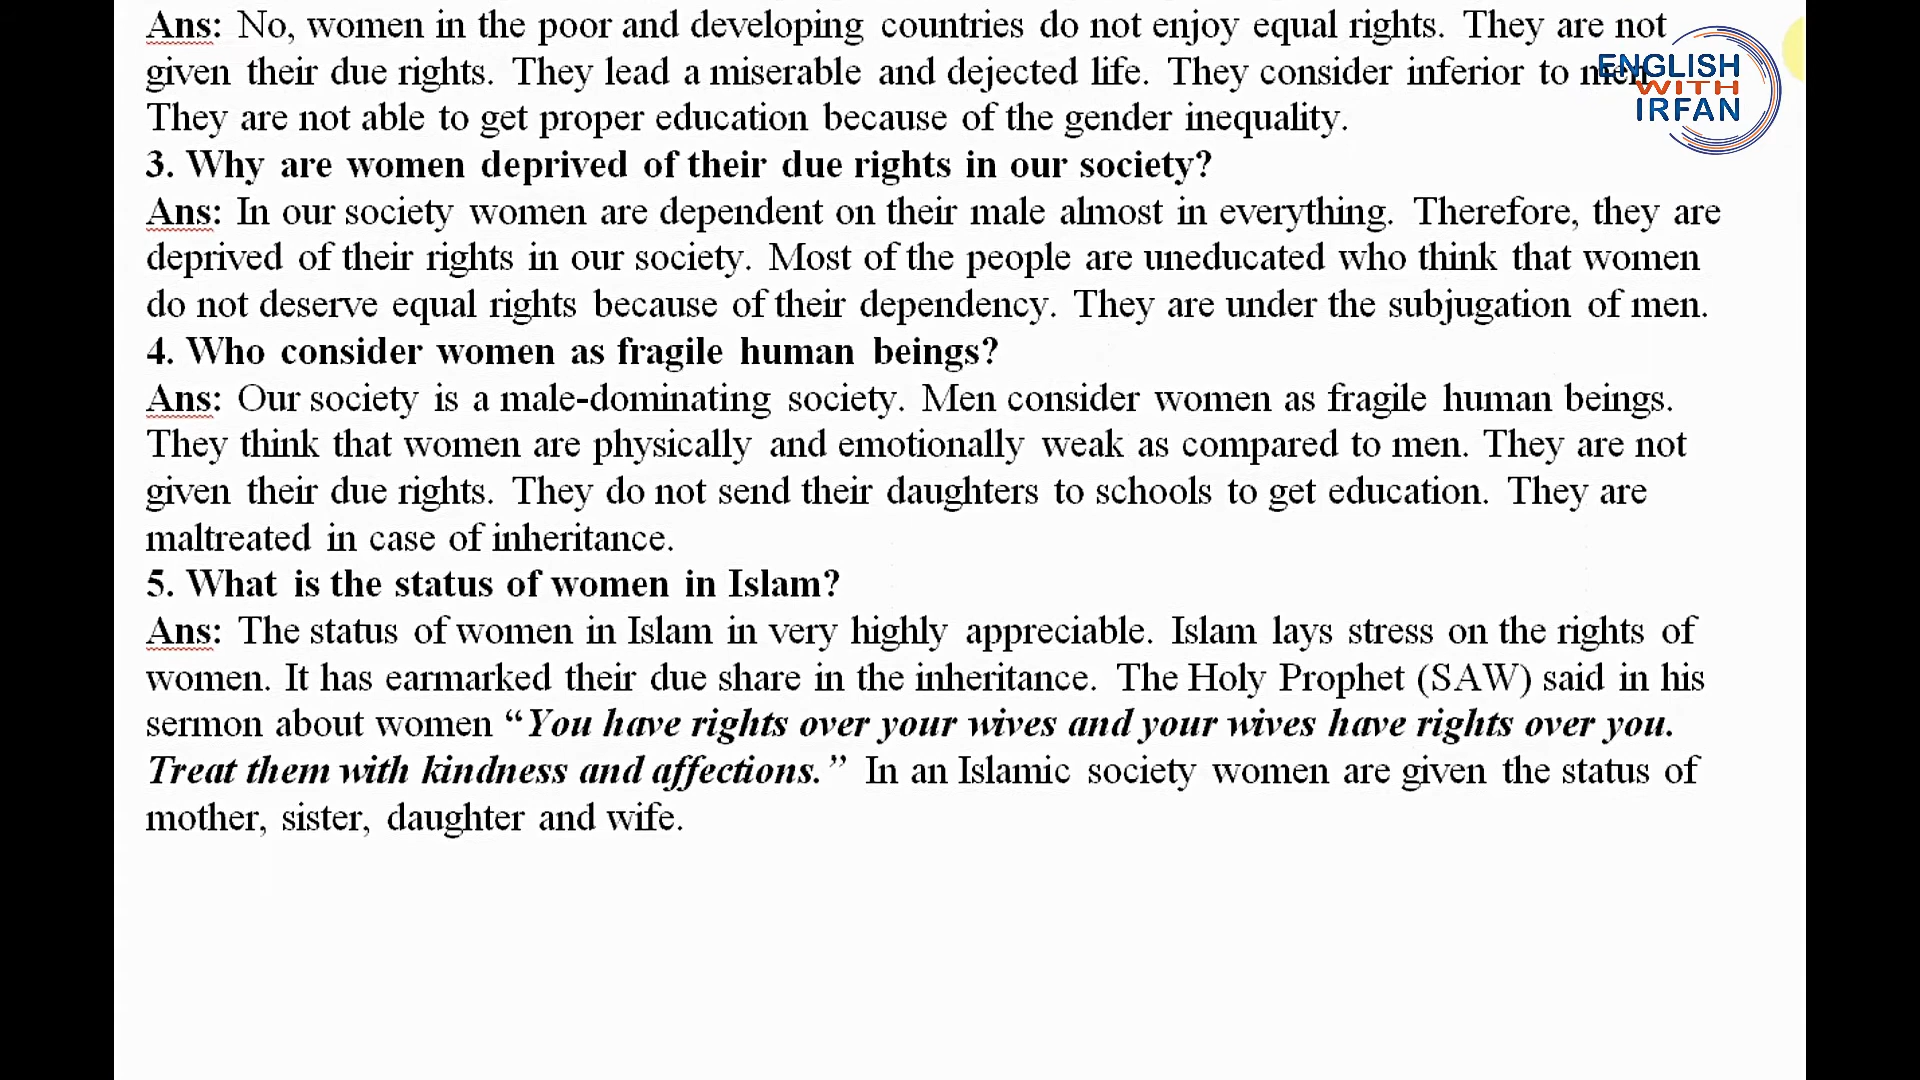 Ans: No, women in the poor and developing countries do not enjoy equal rights. They are not
given their due rights. They lead a miserable and dejected life. They consider inferior to men.
They are not able to get proper education because of the gender inequality.
3. Why are women deprived of their due rights in our society?
Ans: In our society women are dependent on their male almost in everything. Therefore, they are
deprived of their rights in our society. Most of the people are uneducated who think that women
do not deserve equal rights because of their dependency. They are under the subjugation of men.
4. Who consider women as fragile human beings?
Ans: Our society is a male-dominating society. Men consider women as fragile human beings.
They think that women are physically and emotionally weak as compared to men. They are not
given their due rights. They do not send their daughters to schools to get education. They are
maltreated in case of inheritance.
5. What is the status of women in Islam?
Ans: The status of women in Islam in very highly appreciable. Islam lays stress on the rights of
women. It has earmarked their due share in the inheritance. The Holy Prophet (SAW) said in his
sermon about women “You have rights over your wives and your wives have rights over you.
Treat them with kindness and affections.” In an Islamic society women are given the status of
mother, sister, daughter and wife.
ENGLISH
WITH
IRFAN